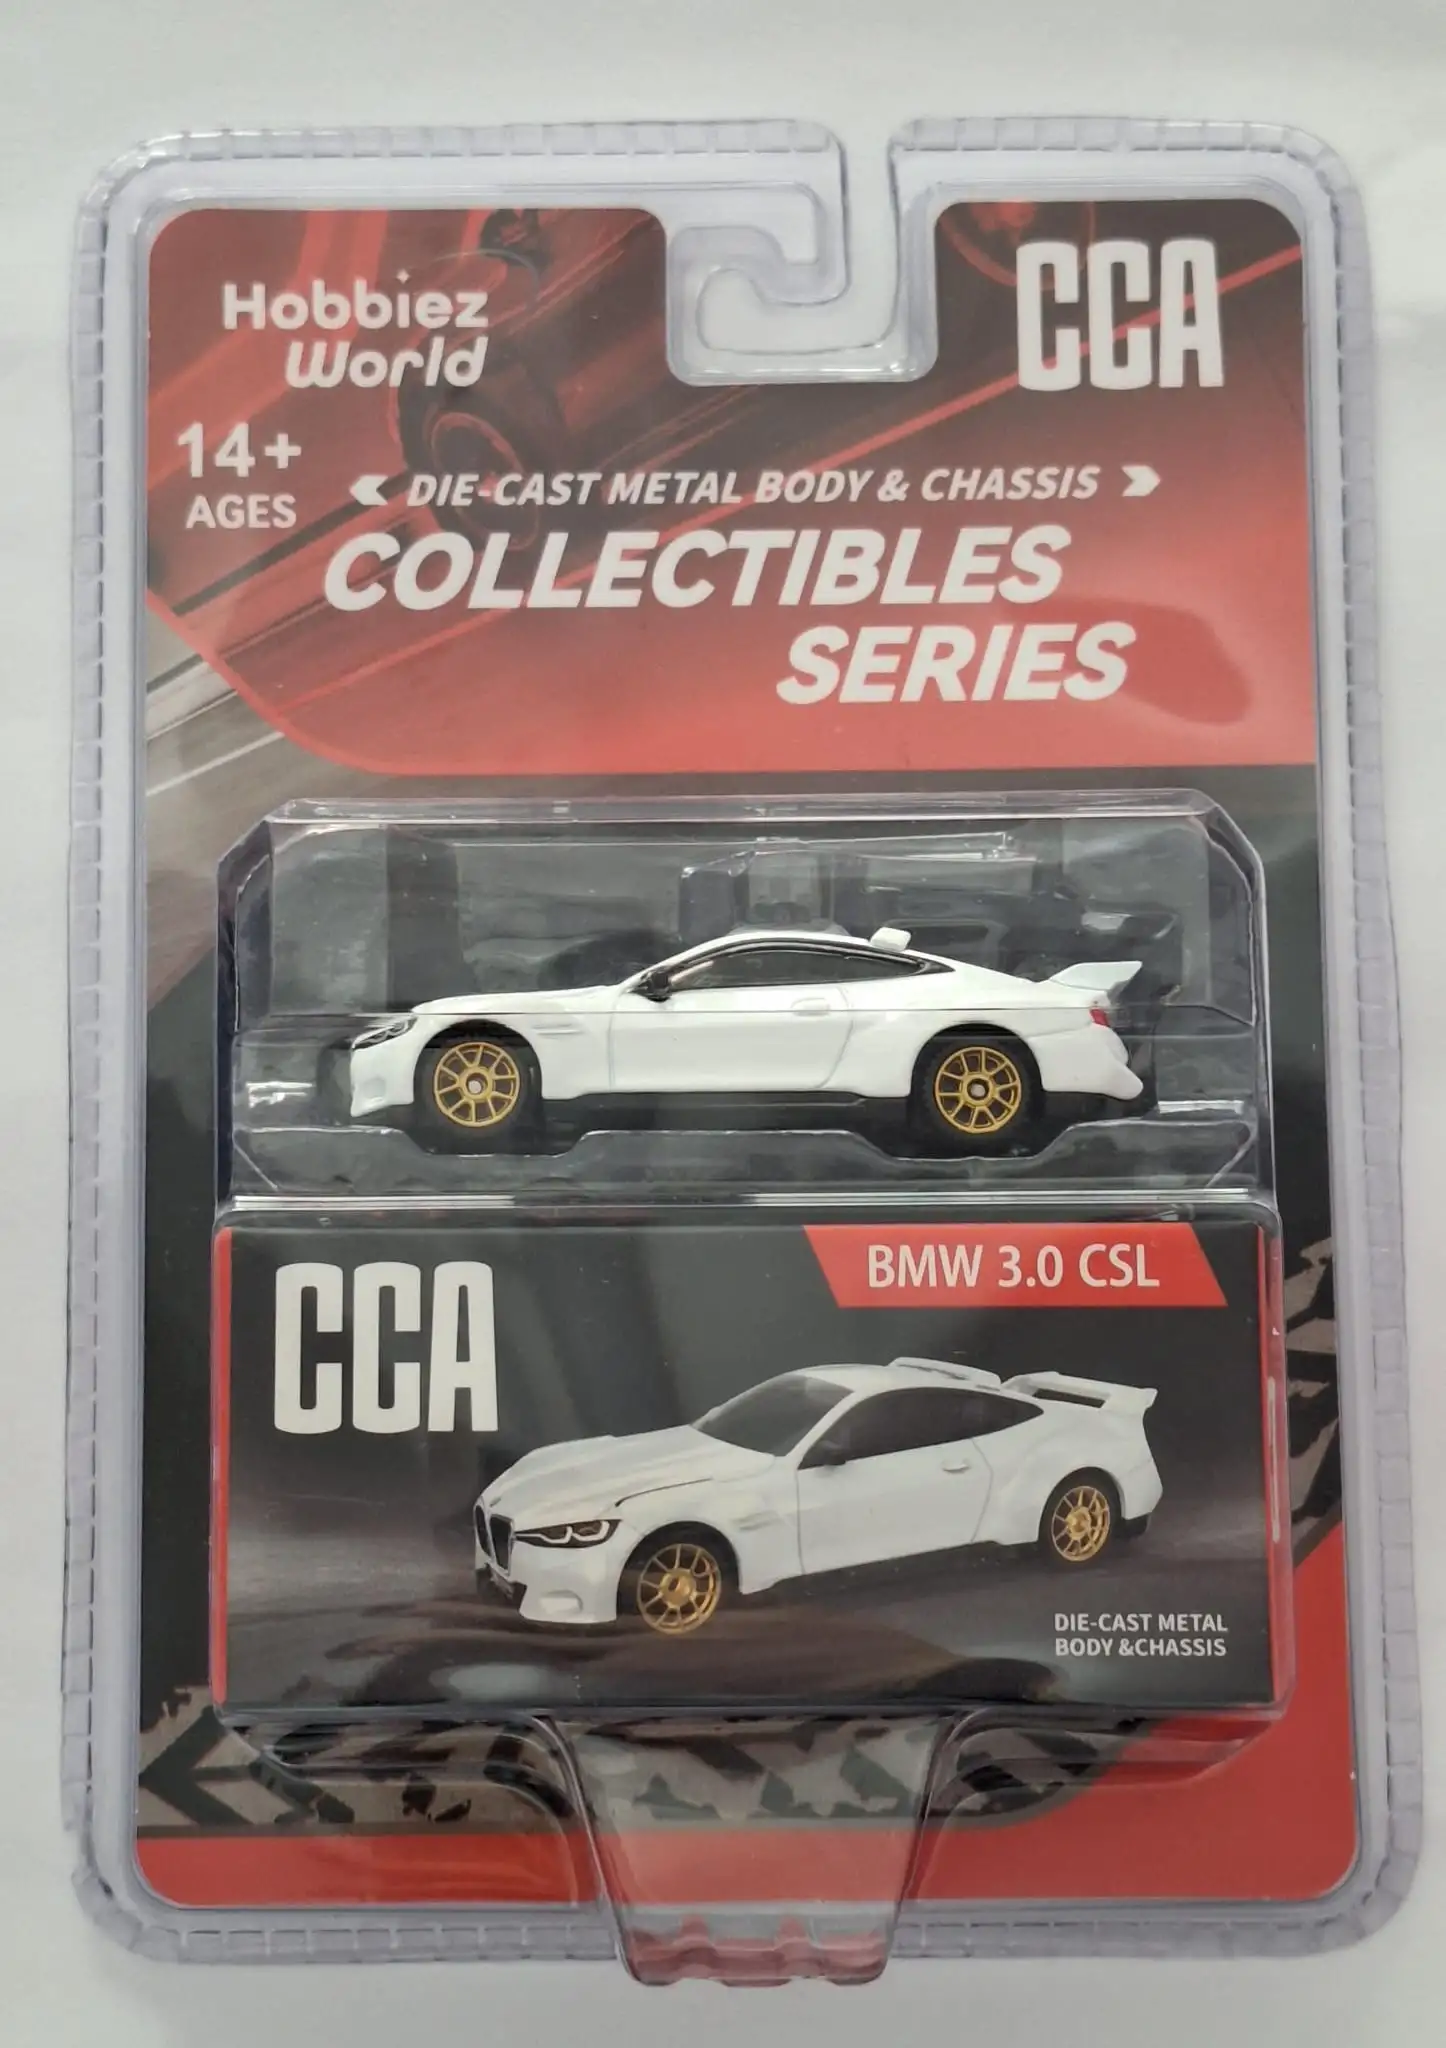 Hobbiez
World
CCA
14+
AGES
DIE-CAST METAL BODY & CHASSIS
COLLECTIBLES
SERIES
CCA
BMW 3.0 CSL
DIE-CAST METAL
BODY &CHASSIS